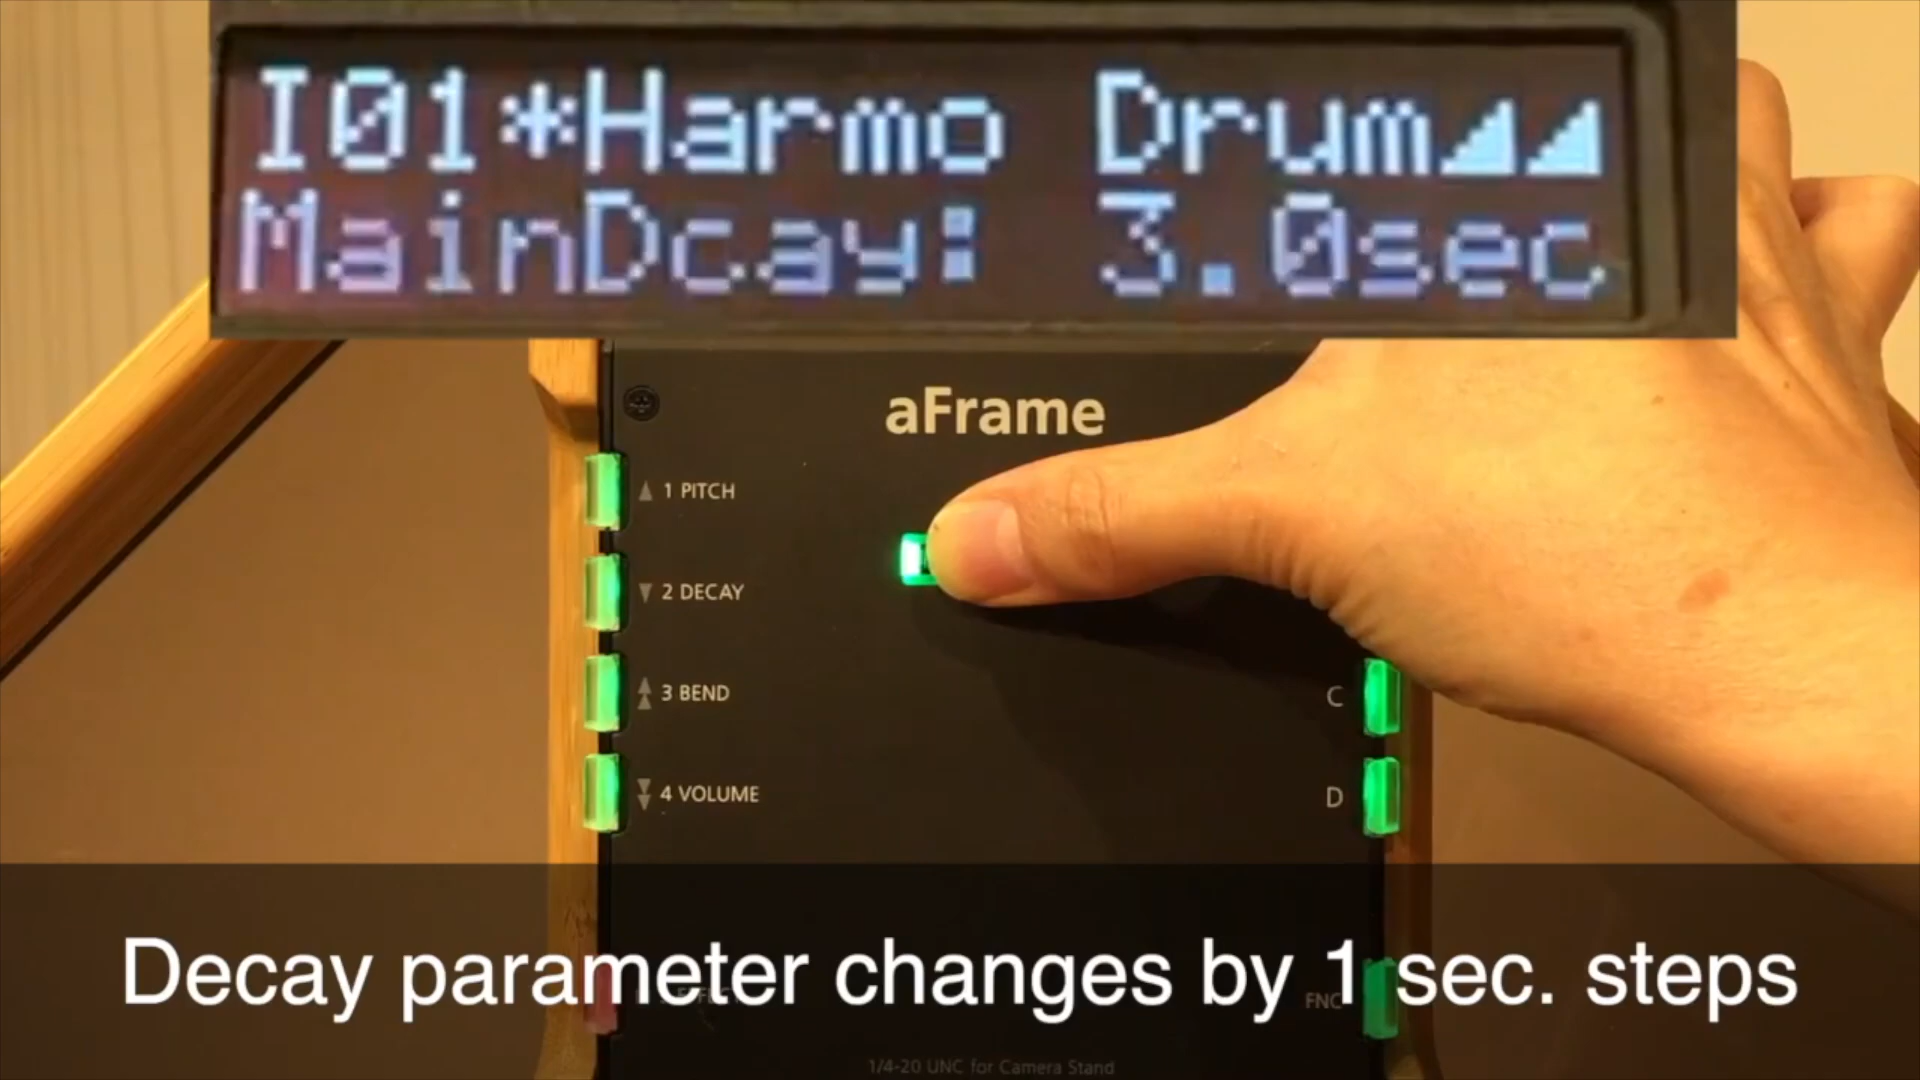 I01*Harmo Drum
MainDcay: 3.0sec
aFrame
1 PITCH
2 DECAY
3 BEND
4 VOLUME
C
D
Decay parameter changes by 1 sec. steps
FNC
1/4-20 UNC for Camera Stand